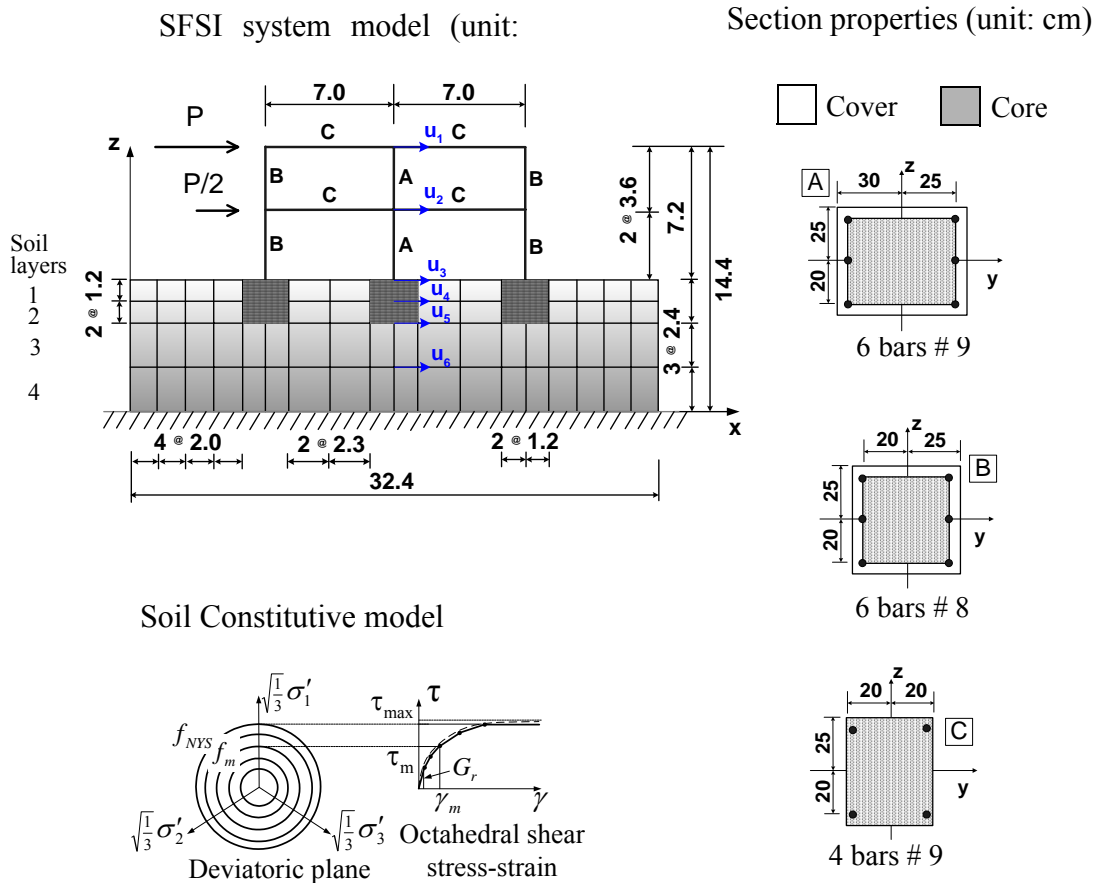 SFSI system model (unit:
Section properties (unit: cm)
Cover
Core
7.0
7.0
P
z
C
u1
C
B
A
B
P/2
C
u2
C
B
A
B
2 @ 3.6
7.2
14.4
Soil
layers
1
2
3
4
2 @ 1.2
u3
u4
u5
u6
3 @ 2.4
x
4 @ 2.0
2 @ 2.3
2 @ 1.2
32.4
A
z
30
25
25
20
y
6 bars # 9
z
20
25
B
25
20
y
6 bars # 8
z
20
20
C
25
20
y
4 bars # 9
Soil Constitutive model
√1/3 σ′1
f_NYS
f_m
√1/3 σ′2
√1/3 σ′3
Deviatoric plane
τ
τmax
τm
G_r
γ_m
γ
Octahedral shear
stress-strain